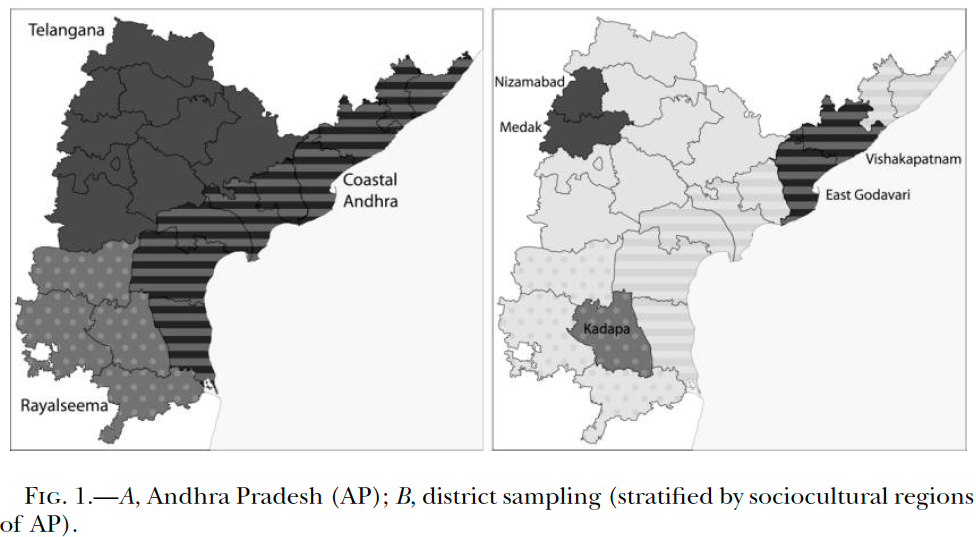 Telangana
Coastal
Andhra
Rayalseema
Nizamabad
Medak
Vishakapatnam
East Godavari
Kadapa
FIG. 1.—A, Andhra Pradesh (AP); B, district sampling (stratified by sociocultural regions
of AP).